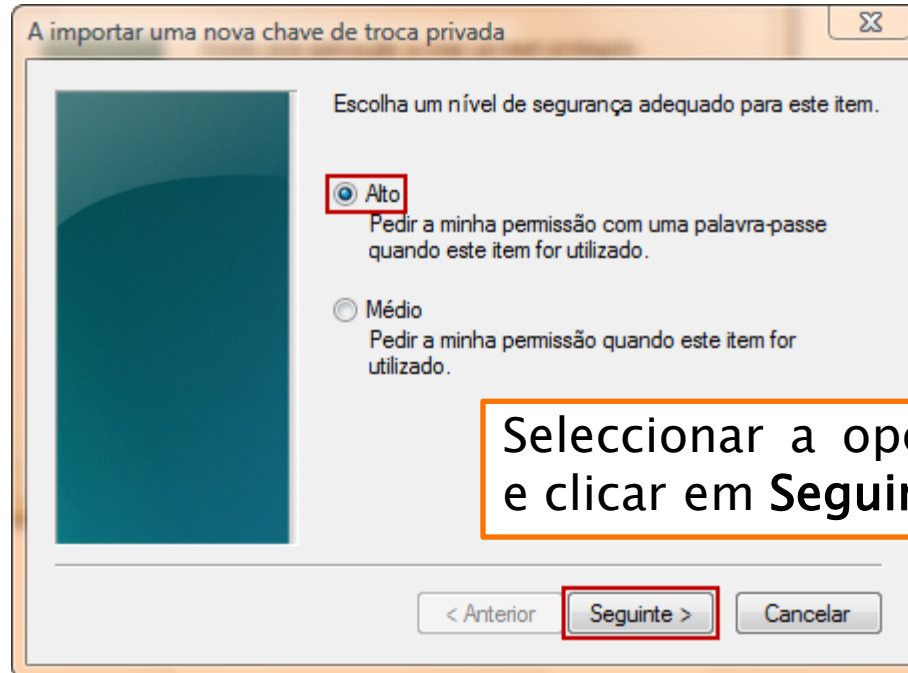 A importar uma nova chave de troca privada
Escolha um nível de segurança adequado para este item.
Alto
Pedir a minha permissão com uma palavra-passe
quando este item for utilizado.
Médio
Pedir a minha permissão quando este item for
utilizado.
Seleccionar a
e clicar em
< Anterior
Seguinte >
Cancelar